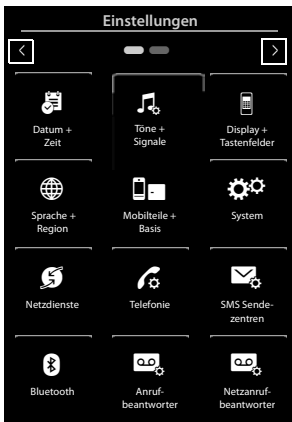 Einstellungen
Datum +
Zeit
Töne +
Signale
Display +
Tastenfelder
Sprache +
Region
Mobilteile +
Basis
System
Netzdienste
Telefonie
SMS Sende-
zentren
Bluetooth
Anruf-
beantworter
Netzanruf-
beantworter